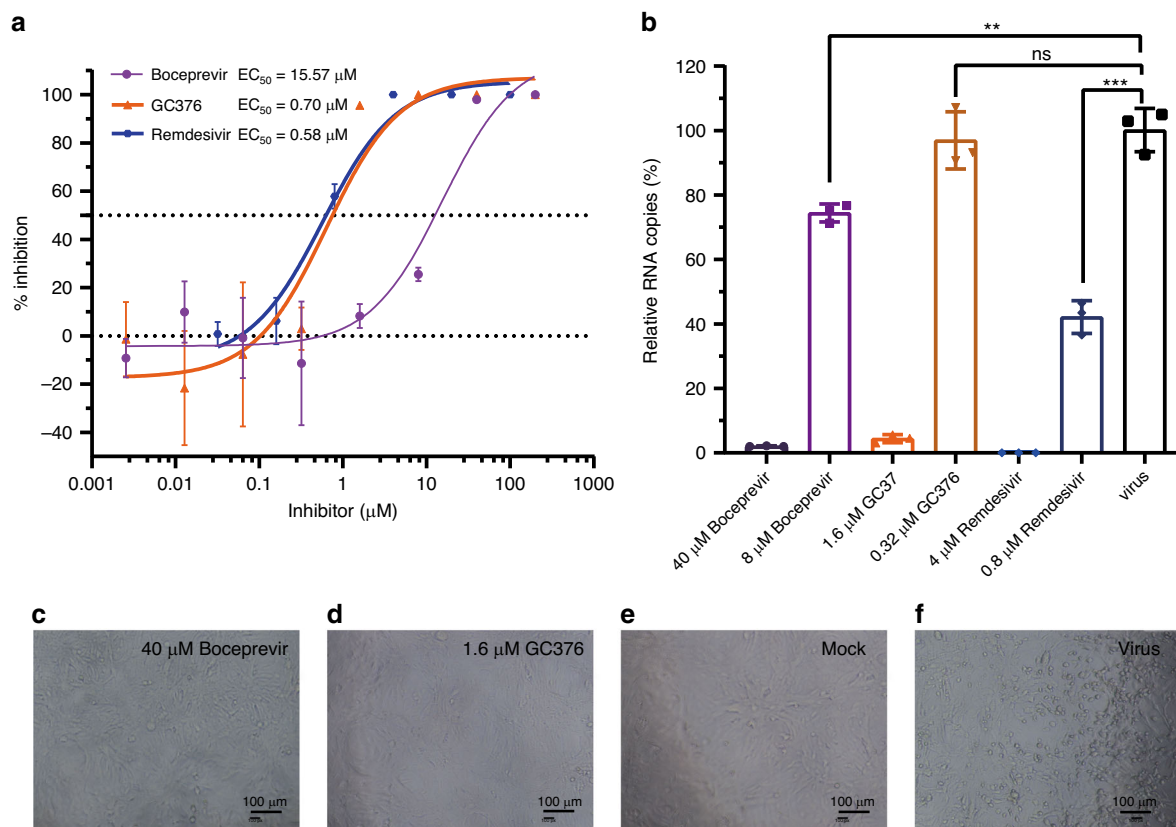 a
Boceprevir EC50 = 15.57 μM
GC376 EC50 = 0.70 μM
Remdesivir EC50 = 0.58 μM
% inhibition
100
80
60
40
20
0
−20
−40
0.001 0.01 0.1 1 10 100 1000
Inhibitor (μM)
b
**
ns
***
Relative RNA copies (%)
120
100
80
60
40
20
0
40 μM Boceprevir
8 μM Boceprevir
1.6 μM GC37
0.32 μM GC376
4 μM Remdesivir
0.8 μM Remdesivir
virus
c
40 μM Boceprevir
100 μm
d
1.6 μM GC376
100 μm
e
Mock
100 μm
f
Virus
100 μm